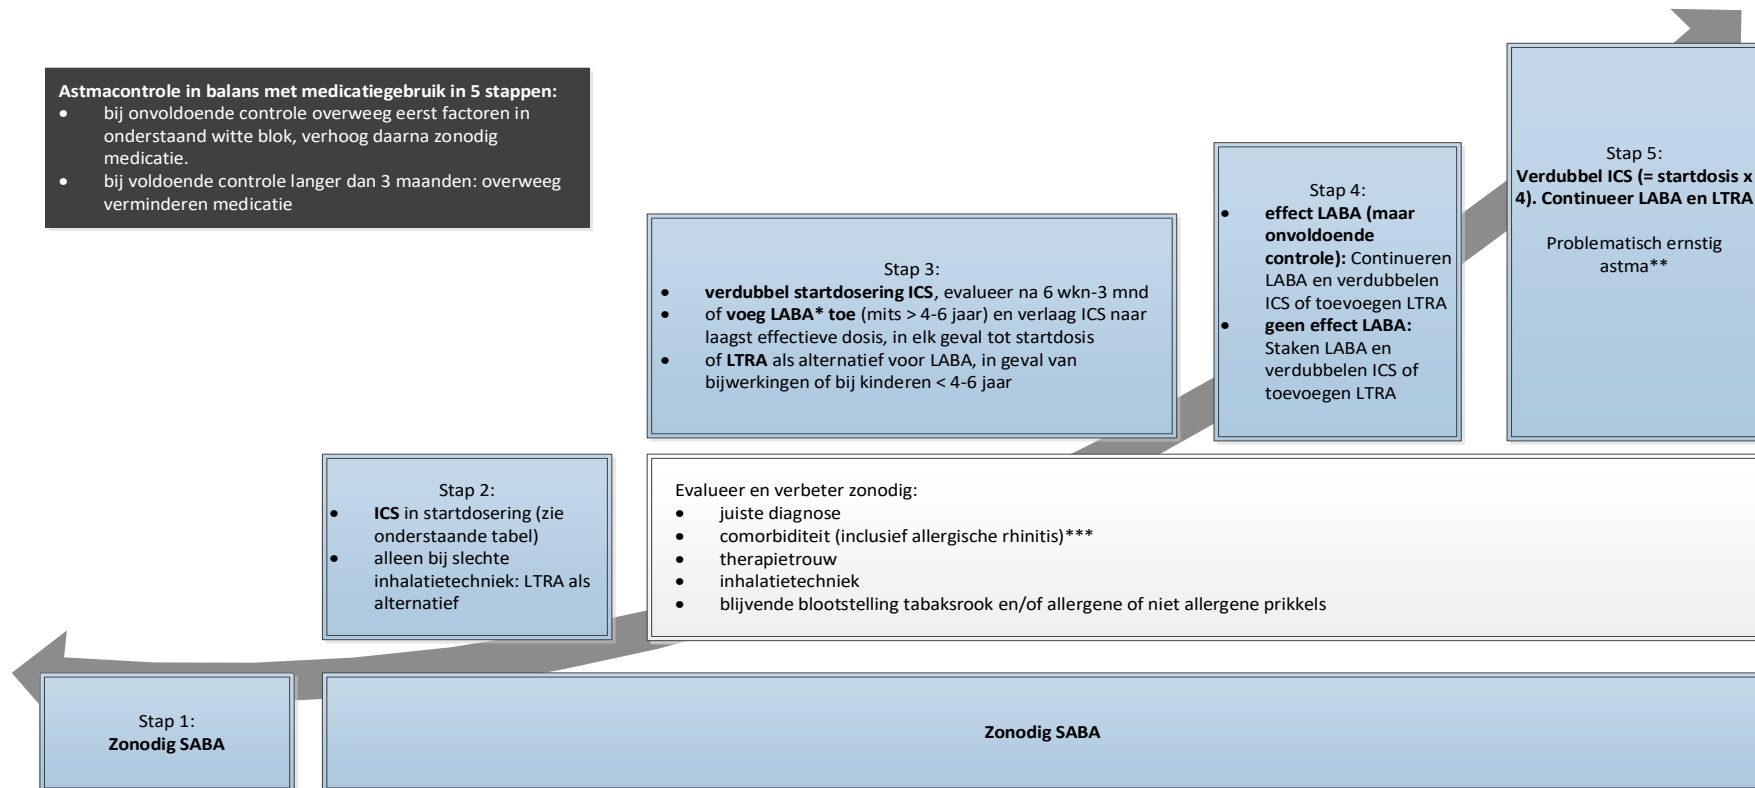 Astmacontrole in balans met medicatiegebruik in 5 stappen:
• bij onvoldoende controle overweeg eerst factoren in
onderstaand witte blok, verhoog daarna zonodig
medicatie.
• bij voldoende controle langer dan 3 maanden: overweeg
verminderen medicatie
Stap 5:
Verdubbel ICS (= startdosis x
4). Continueer LABA en LTRA
Problematisch ernstig
astma**
Stap 4:
• effect LABA (maar
onvoldoende
controle): Continueren
LABA en verdubbelen
ICS of toevoegen LTRA
• geen effect LABA:
Staken LABA en
verdubbelen ICS of
toevoegen LTRA
Stap 3:
• verdubbel startdosering ICS, evalueer na 6 wkn-3 mnd
• of voeg LABA* toe (mits > 4-6 jaar) en verlaag ICS naar
laagst effectieve dosis, in elk geval tot startdosis
• of LTRA als alternatief voor LABA, in geval van
bijwerkingen of bij kinderen < 4-6 jaar
Stap 2:
• ICS in startdosering (zie
onderstaande tabel)
• alleen bij slechte
inhalatietechniek: LTRA als
alternatief
Evalueer en verbeter zonodig:
• juiste diagnose
• comorbiditeit (inclusief allergische rhinitis)***
• therapietrouw
• inhalatietechniek
• blijvende blootstelling tabaksrook en/of allergene of niet allergene prikkels
Stap 1:
Zonodig SABA
Zonodig SABA